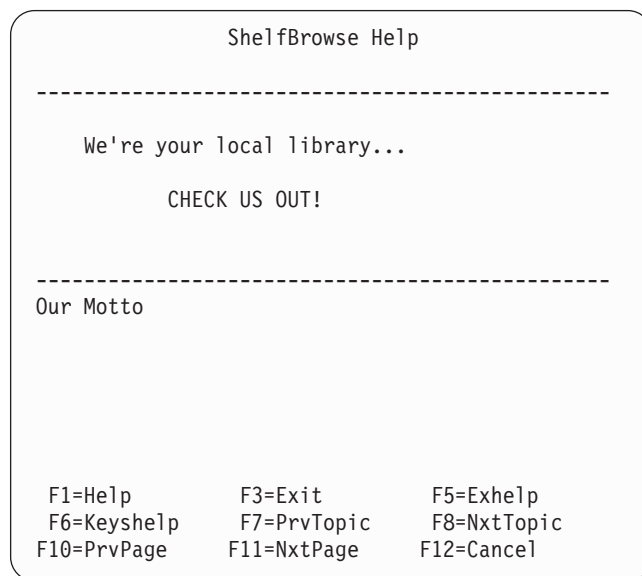 ShelfBrowse Help
------------------------------------------------
We're your local library...
CHECK US OUT!
------------------------------------------------
Our Motto
F1=Help F3=Exit F5=Exhelp
F6=Keyshelp F7=PrvTopic F8=NxtTopic
F10=PrvPage F11=NxtPage F12=Cancel